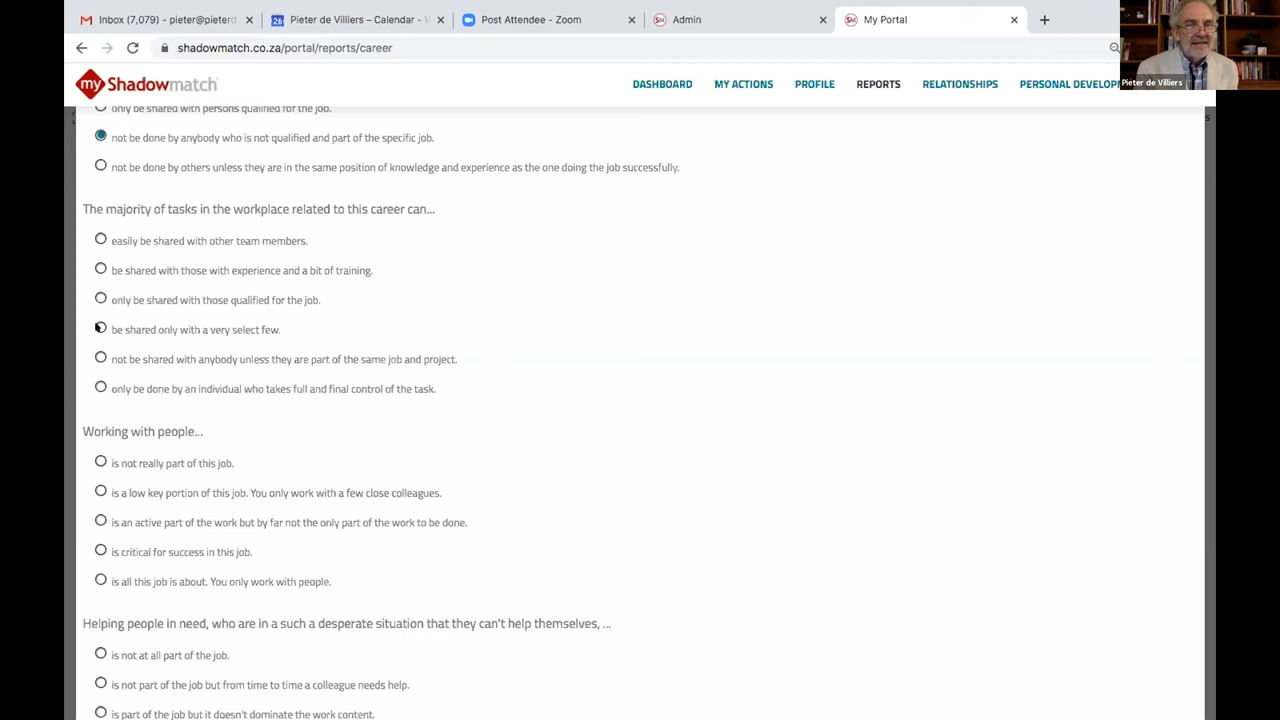 Inbox (7,079) - pieter@pieterd
26
Pieter de Villiers – Calendar -
Post Attendee - Zoom
Admin
My Portal
shadowmatch.co.za/portal/reports/career
my Shadowmatch
DASHBOARD
MY ACTIONS
PROFILE
REPORTS
RELATIONSHIPS
PERSONAL DEVELOP
Pieter de Villiers
only be shared with persons qualified for the job.
not be done by anybody who is not qualified and part of the specific job.
not be done by others unless they are in the same position of knowledge and experience as the one doing the job successfully.
The majority of tasks in the workplace related to this career can...
easily be shared with other team members.
be shared with those with experience and a bit of training.
only be shared with those qualified for the job.
be shared only with a very select few.
not be shared with anybody unless they are part of the same job and project.
only be done by an individual who takes full and final control of the task.
Working with people...
is not really part of this job.
is a low key portion of this job. You only work with a few close colleagues.
is an active part of the work but by far not the only part of the work to be done.
is critical for success in this job.
is all this job is about. You only work with people.
Helping people in need, who are in a such a desperate situation that they can't help themselves, ...
is not at all part of the job.
is not part of the job but from time to time a colleague needs help.
is part of the job but it doesn't dominate the work content.